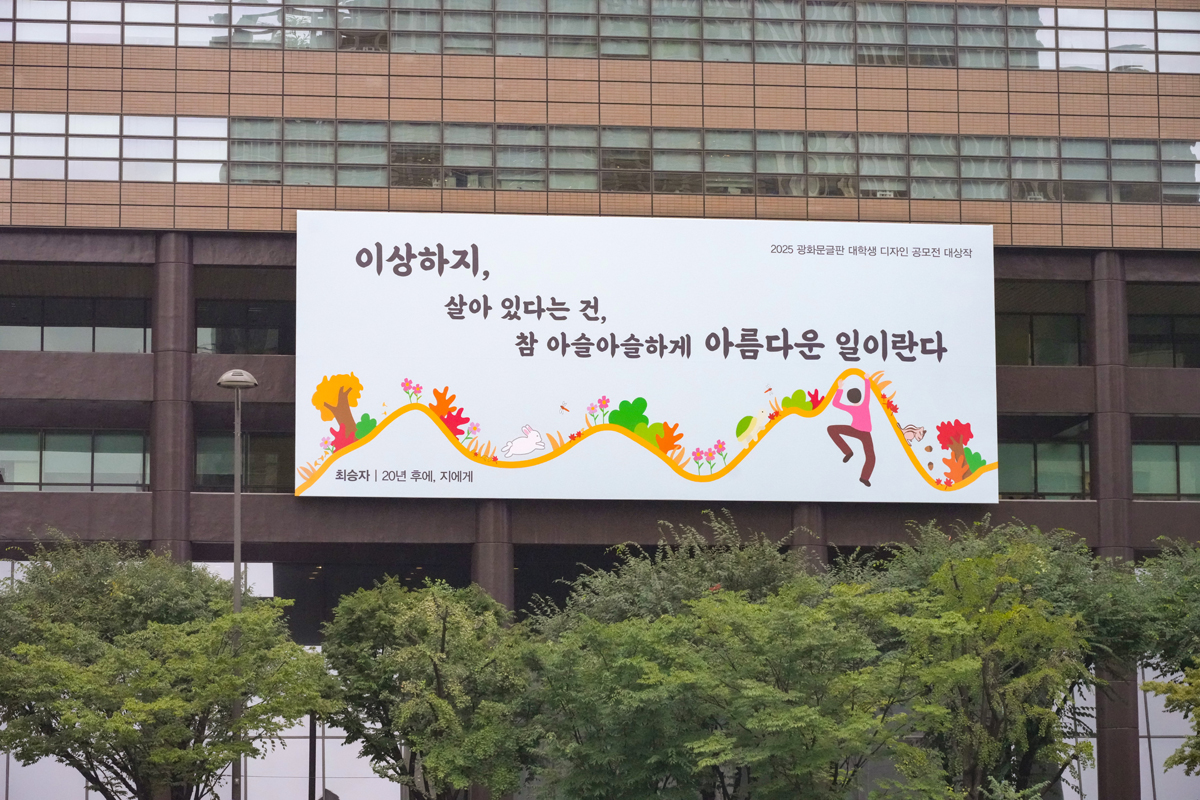 이상하지,
2025 광화문글판 대학생 디자인 공모전 대상작
살아 있다는 건,
참 아슬아슬하게 아름다운 일이란다
최승자 | 20년 후에, 지에게